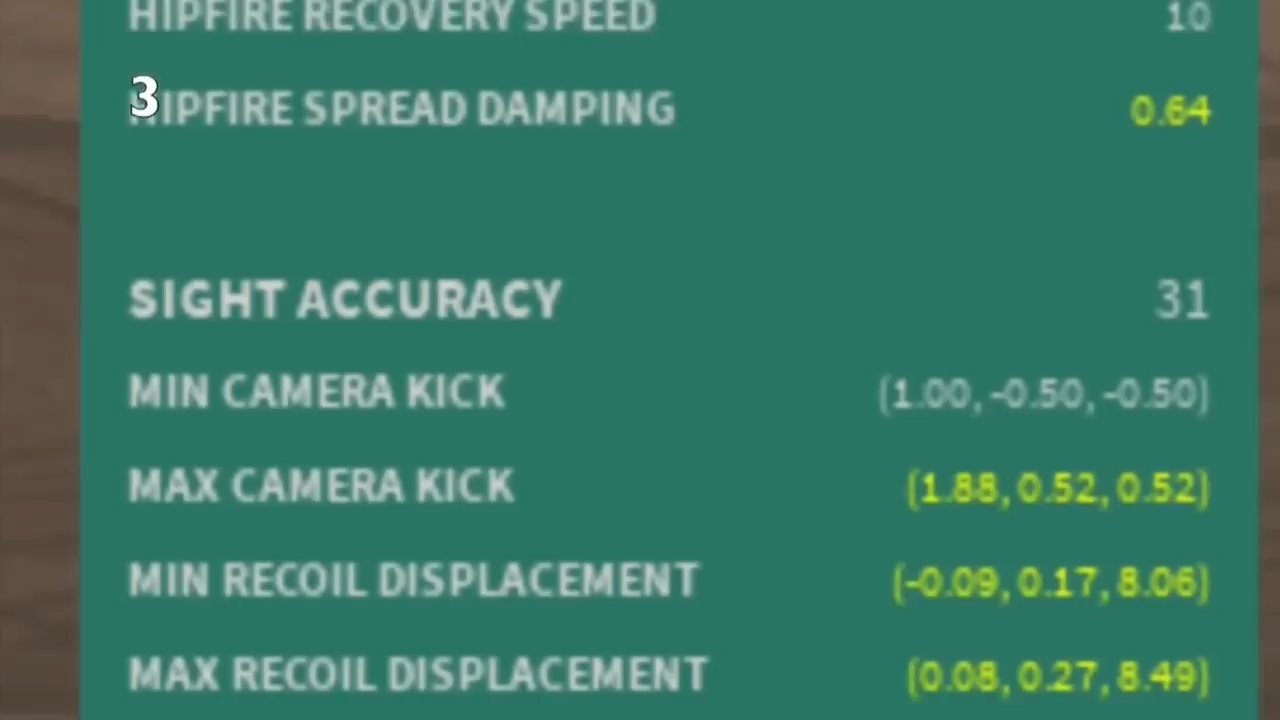 HIPFIRE RECOVERY SPEED 10
3
HIPFIRE SPREAD DAMPING 0.64
SIGHT ACCURACY 31
MIN CAMERA KICK (1.00, -0.50, -0.50)
MAX CAMERA KICK (1.88, 0.52, 0.52)
MIN RECOIL DISPLACEMENT (-0.09, 0.17, 8.06)
MAX RECOIL DISPLACEMENT (0.08, 0.27, 8.49)